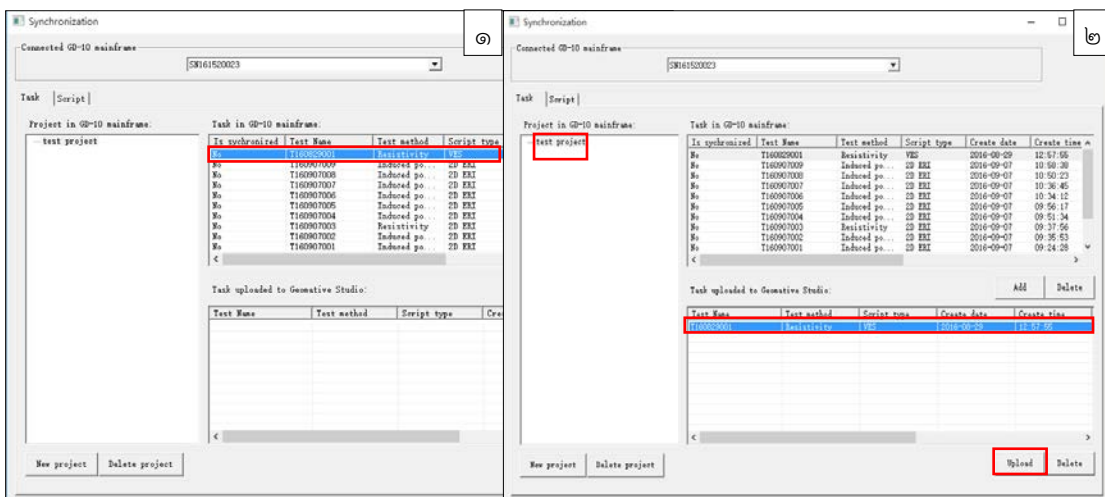 Synchronization
๑
Connected GD-10 mainframe
SN161520023
Task Script
Project in GD-10 mainframe:
test project
Task in GD-10 mainframe:
Is sychronized Test Name Test method Script type
No T160829001 Resistivity VES
No T160907009 Induced po... 2D ERI
No T160907008 Induced po... 2D ERI
No T160907007 Induced po... 2D ERI
No T160907006 Induced po... 2D ERI
No T160907005 Induced po... 2D ERI
No T160907004 Induced po... 2D ERI
No T160907003 Resistivity 2D ERI
No T160907002 Induced po... 2D ERI
No T160907001 Induced po... 2D ERI
Task uploaded to Geomative Studio:
Test Name Test method Script type Cre
New project Delete project
Synchronization
๒
Connected GD-10 mainframe
SN161520023
Task Script
Project in GD-10 mainframe:
test project
Task in GD-10 mainframe:
Is sychronized Test Name Test method Script type Create date Create time
No T160829001 Resistivity VES 2016-08-29 12:57:55
No T160907009 Induced po... 2D ERI 2016-09-07 10:58:38
No T160907008 Induced po... 2D ERI 2016-09-07 10:50:23
No T160907007 Induced po... 2D ERI 2016-09-07 10:36:45
No T160907006 Induced po... 2D ERI 2016-09-07 10:34:12
No T160907005 Induced po... 2D ERI 2016-09-07 09:56:17
No T160907004 Induced po... 2D ERI 2016-09-07 09:51:34
No T160907003 Resistivity 2D ERI 2016-09-07 09:37:56
No T160907002 Induced po... 2D ERI 2016-09-07 09:35:53
No T160907001 Induced po... 2D ERI 2016-09-07 09:24:28
Add Delete
Task uploaded to Geomative Studio:
Test Name Test method Script type Create date Create time
T160829001 Resistivity VES 2016-08-29 12:57:55
New project Delete project
Upload Delete